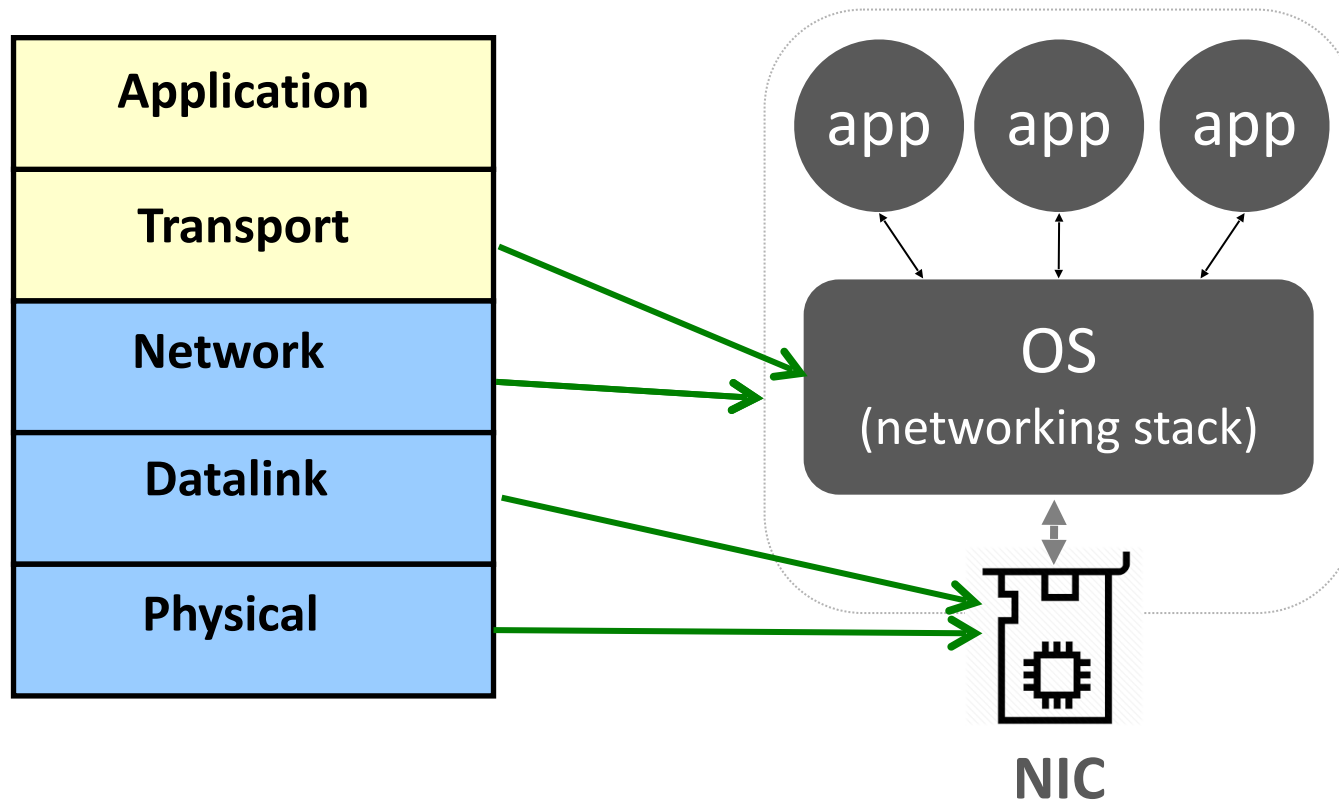 Application
Transport
Network
Datalink
Physical
app app app
OS
(networking stack)
NIC